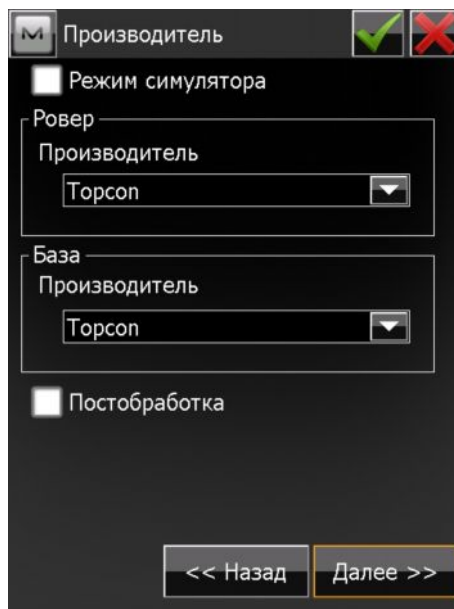 Производитель
Режим симулятора
Ровер
Производитель
Topcon
База
Производитель
Topcon
Постобработка
<< Назад
Далее >>